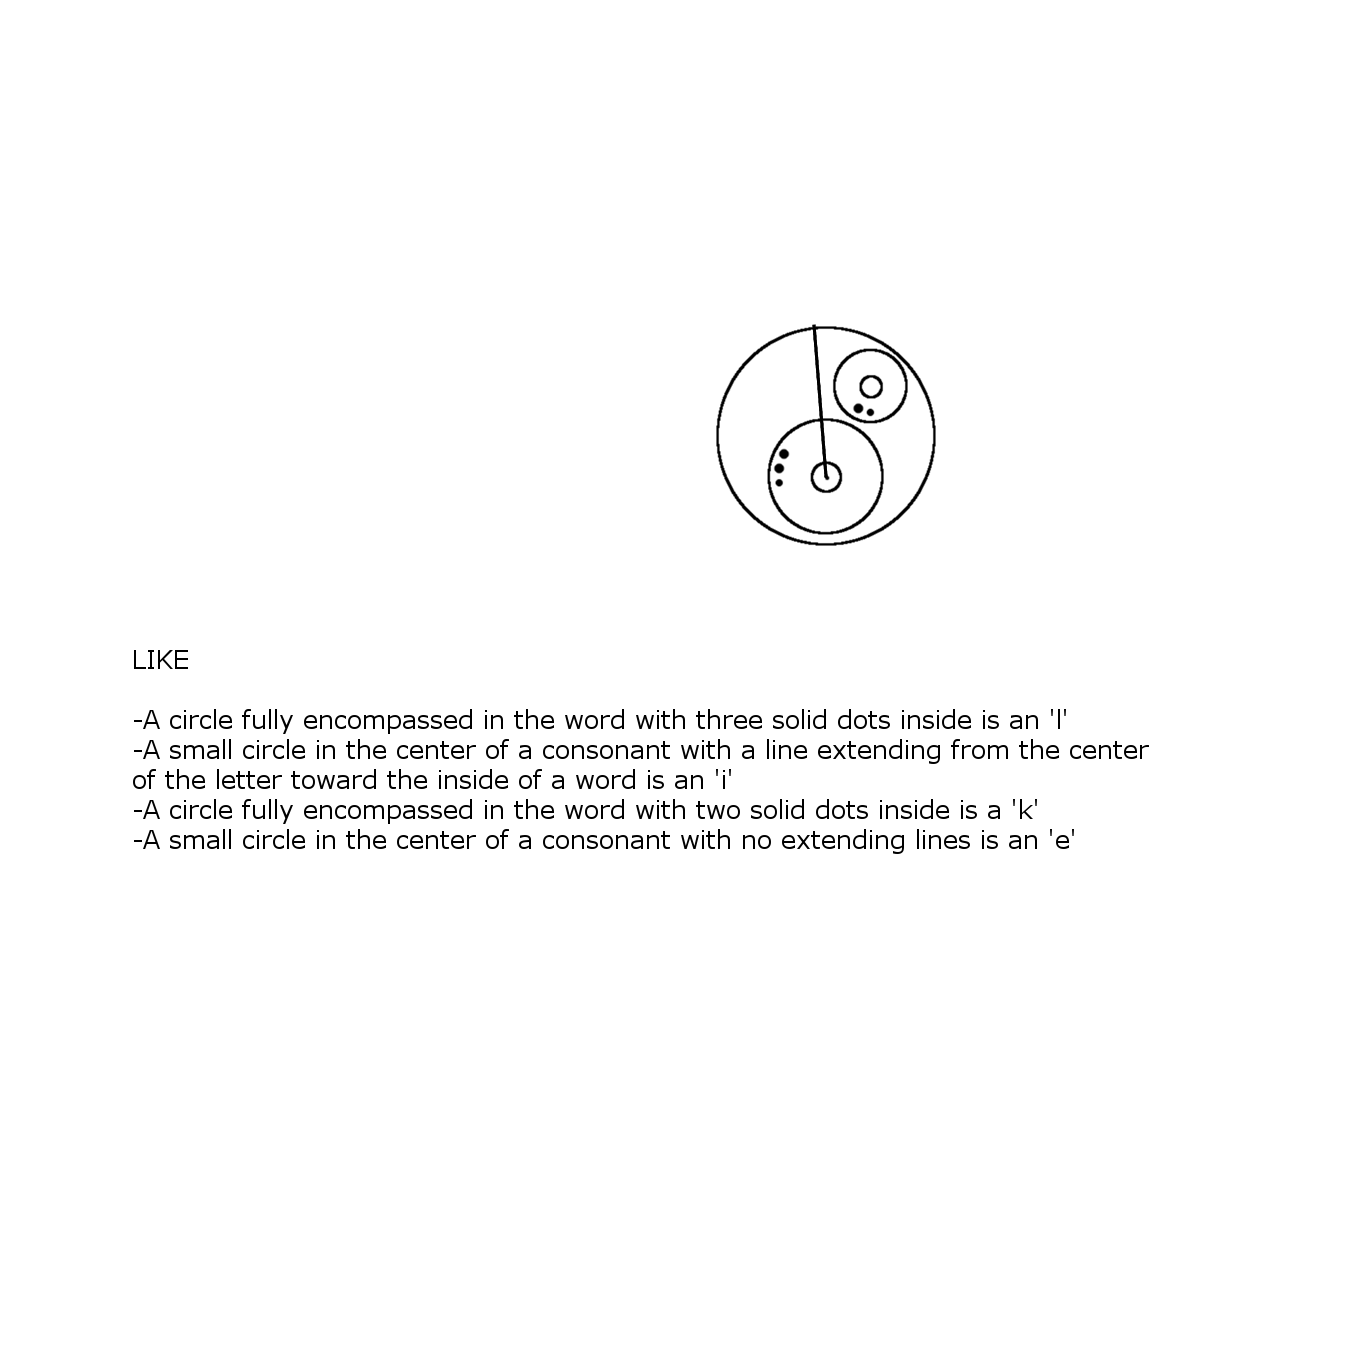 LIKE
-A circle fully encompassed in the word with three solid dots inside is an 'l'
-A small circle in the center of a consonant with a line extending from the center
of the letter toward the inside of a word is an 'i'
-A circle fully encompassed in the word with two solid dots inside is a 'k'
-A small circle in the center of a consonant with no extending lines is an 'e'